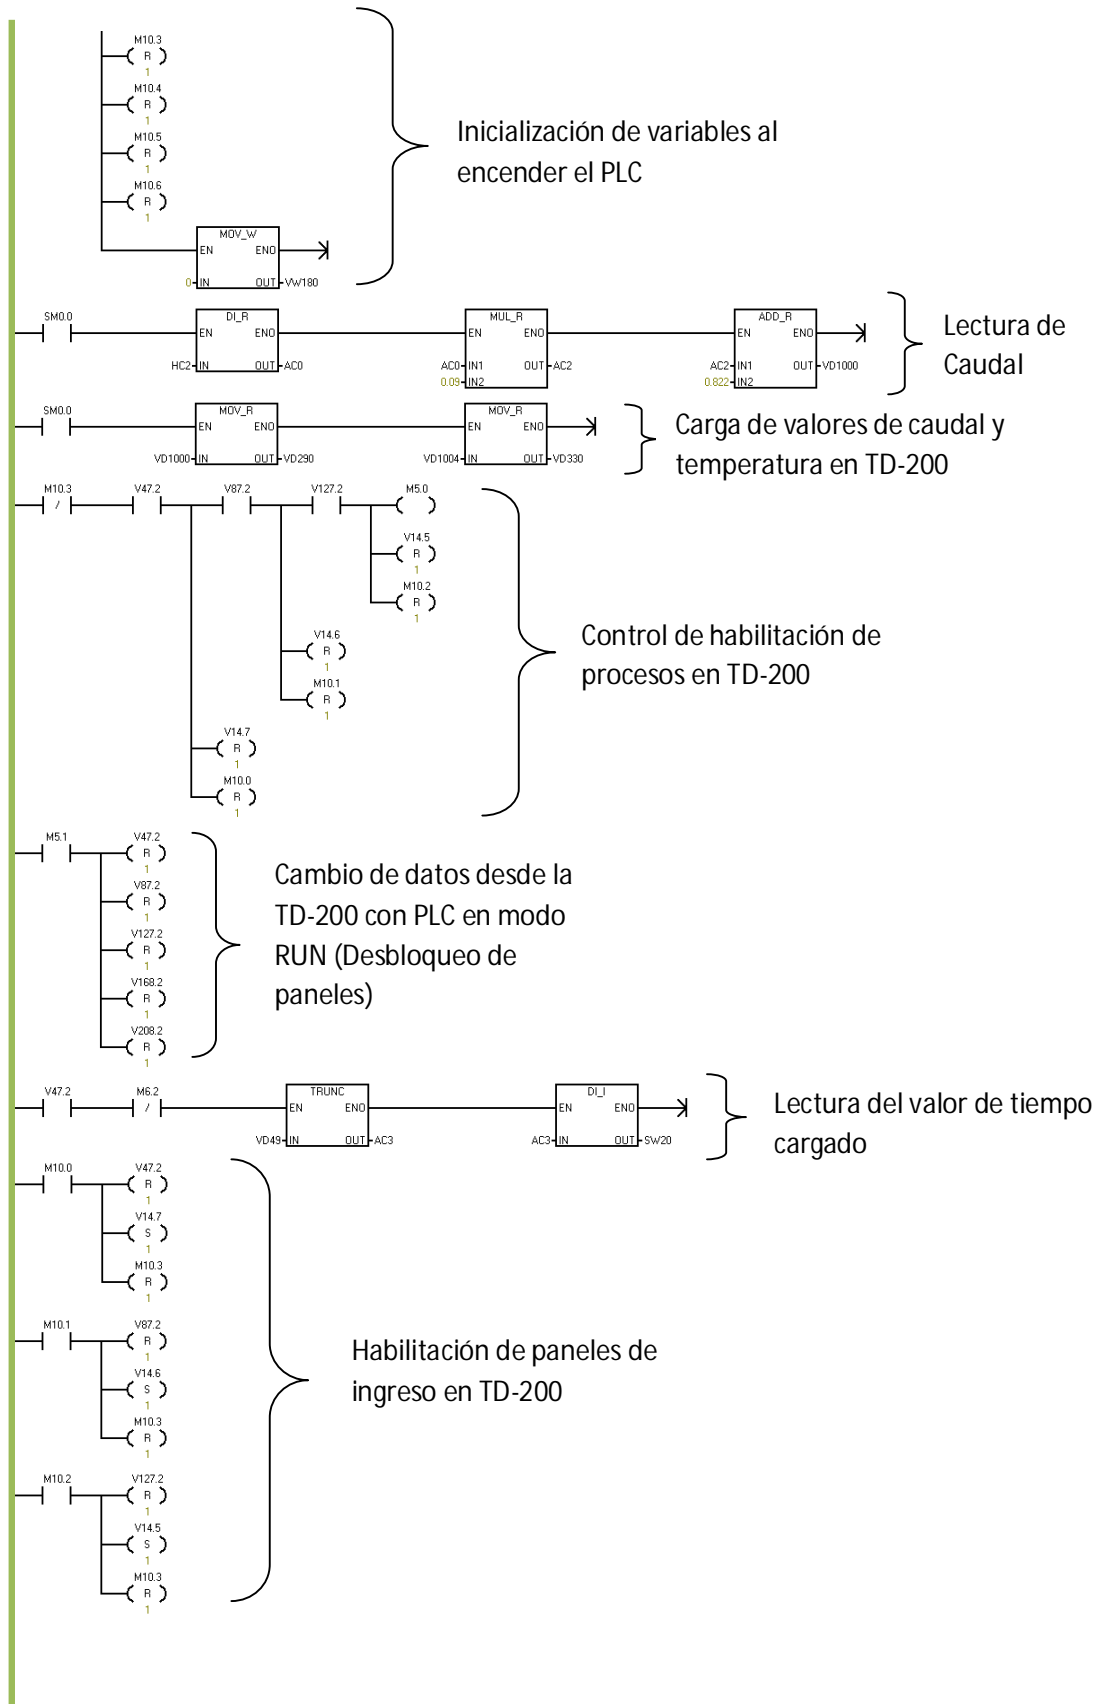 M10.3
R
1
M10.4
R
1
M10.5
R
1
M10.6
R
1
MOV_W
EN ENO
0 IN OUT VW180
Inicialización de variables al
encender el PLC
SM0.0
DI_R
EN ENO
HC2 IN OUT AC0
MUL_R
EN ENO
AC0 IN1 OUT AC2
0.09 IN2
ADD_R
EN ENO
AC2 IN1 OUT VD1000
0.822 IN2
Lectura de
Caudal
SM0.0
MOV_R
EN ENO
VD1000 IN OUT VD290
MOV_R
EN ENO
VD1004 IN OUT VD330
Carga de valores de caudal y
temperatura en TD-200
M10.3 V47.2 V87.2 V127.2 M5.0
/
V14.5
R
1
M10.2
R
1
V14.6
R
1
M10.1
R
1
V14.7
R
1
M10.0
R
1
Control de habilitación de
procesos en TD-200
M5.1 V47.2
R
1
V87.2
R
1
V127.2
R
1
V168.2
R
1
V208.2
R
1
Cambio de datos desde la
TD-200 con PLC en modo
RUN (Desbloqueo de
paneles)
V47.2 M6.2
/
TRUNC
EN ENO
VD49 IN OUT AC3
DI_I
EN ENO
AC3 IN OUT SW20
Lectura del valor de tiempo
cargado
M10.0 V47.2
R
1
V14.7
S
1
M10.3
R
1
M10.1 V87.2
R
1
V14.6
S
1
M10.3
R
1
M10.2 V127.2
R
1
V14.5
S
1
M10.3
R
1
Habilitación de paneles de
ingreso en TD-200